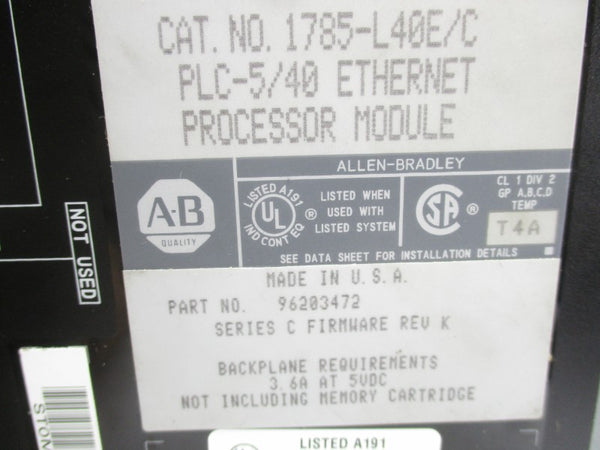 CAT. NO. 1785-L40E/C
PLC-5/40 ETHERNET
PROCESSOR MODULE
ALLEN-BRADLEY
A-B
QUALITY
LISTED A191
UL
IND CONT EQ
®
LISTED WHEN
USED WITH
LISTED SYSTEM
SA
®
CL 1 DIV 2
GP A,B,C,D
TEMP
T4A
SEE DATA SHEET FOR INSTALLATION DETAILS
NOT USED
MADE IN U.S.A.
PART NO. 96203472
SERIES C FIRMWARE REV K
BACKPLANE REQUIREMENTS
3.6A AT 5VDC
NOT INCLUDING MEMORY CARTRIDGE
LISTED A191